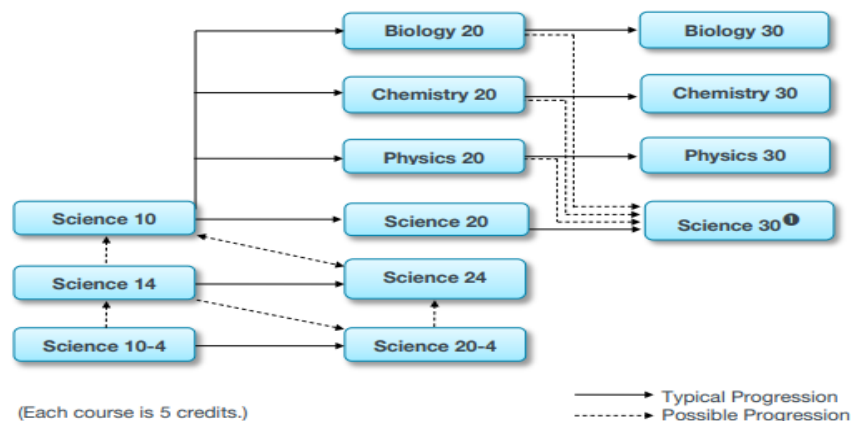 Biology 20
Biology 30
Chemistry 20
Chemistry 30
Physics 20
Physics 30
Science 10
Science 20
Science 30❶
Science 14
Science 24
Science 10-4
Science 20-4
(Each course is 5 credits.)
Typical Progression
Possible Progression